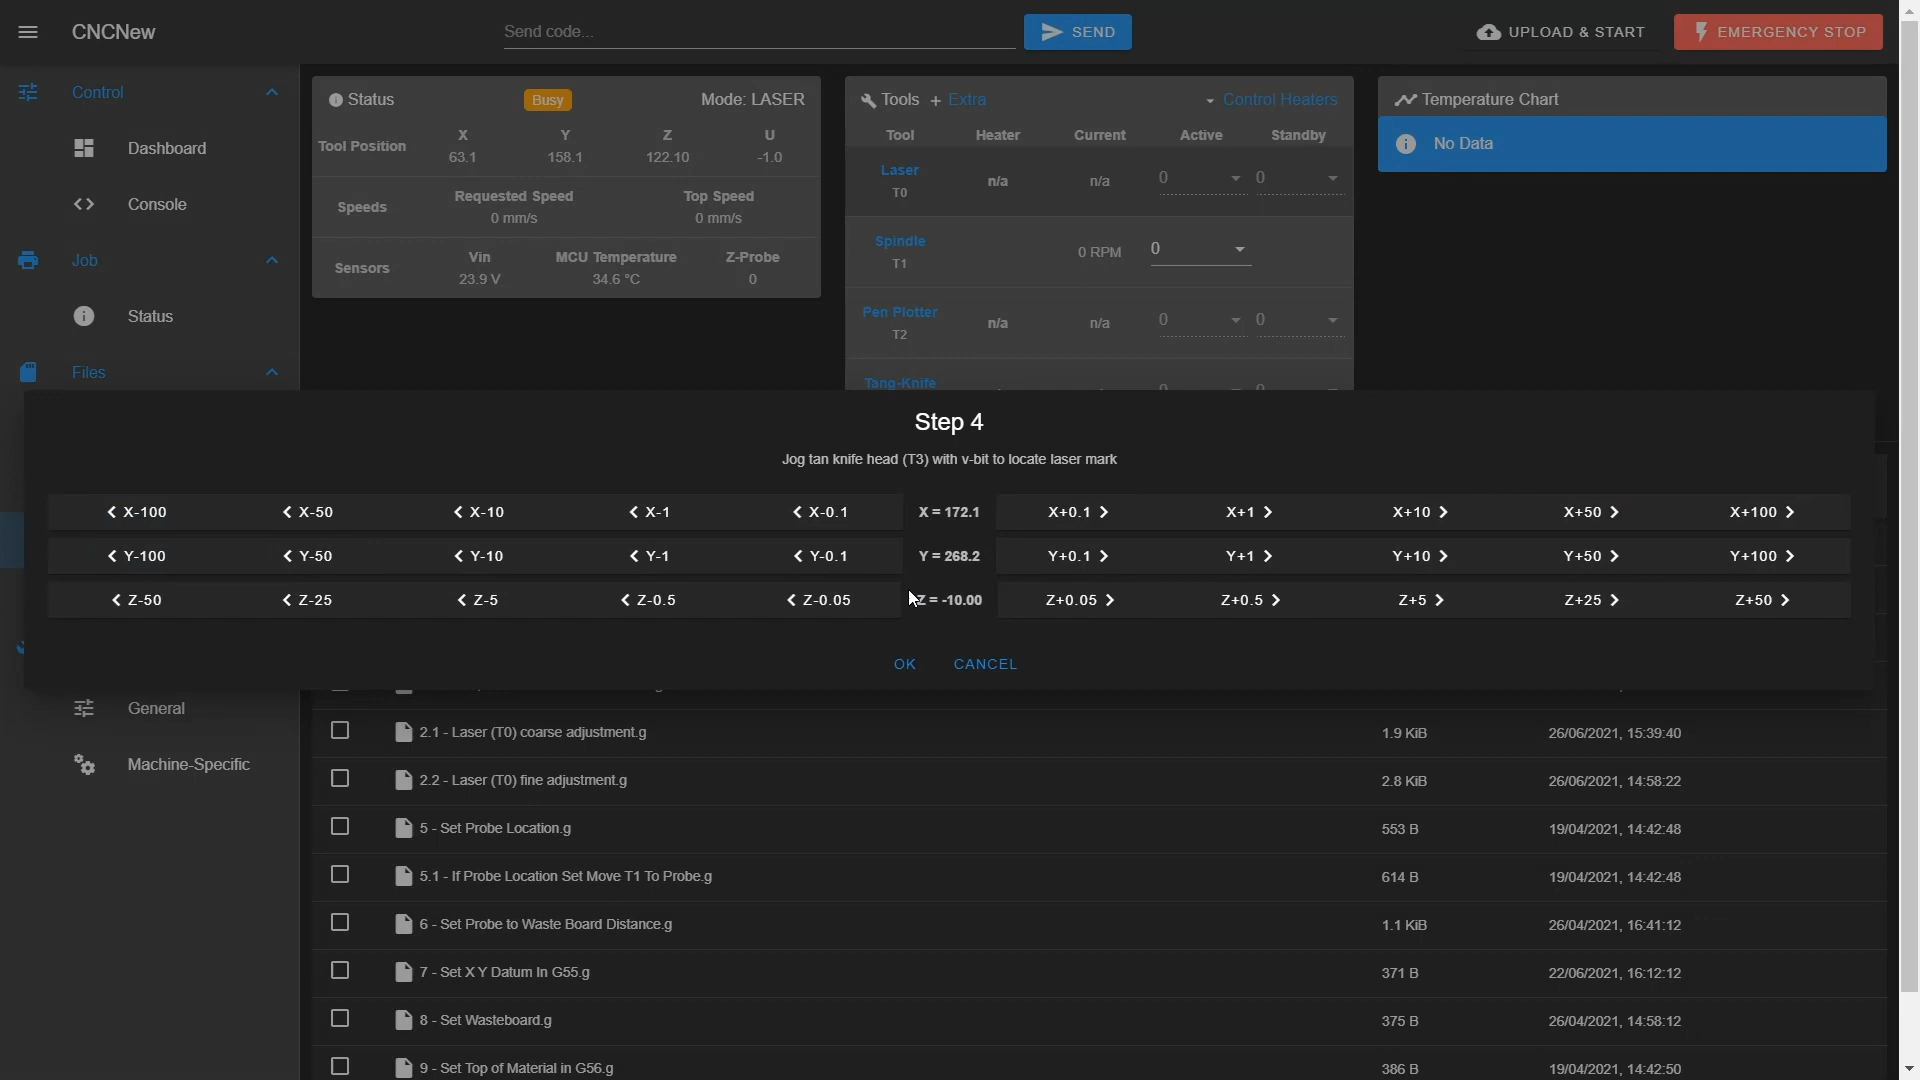 CNCNew
Send code...
SEND
UPLOAD & START
EMERGENCY STOP
Control
Dashboard
Console
Job
Status
Files
General
Machine-Specific
Status
Busy
Mode: LASER
Tool Position
X Y Z U
63.1 158.1 122.10 -1.0
Speeds
Requested Speed Top Speed
0 mm/s 0 mm/s
Sensors
Vin MCU Temperature Z-Probe
23.9 V 34.6 °C 0
Tools + Extra
Control Heaters
Tool Heater Current Active Standby
Laser
T0
n/a n/a 0 0
Spindle
T1
0 RPM 0
Pen Plotter
T2
n/a n/a 0 0
Tang-Knife
0 0
Temperature Chart
No Data
Step 4
Jog tan knife head (T3) with v-bit to locate laser mark
X-100 X-50 X-10 X-1 X-0.1 X = 172.1 X+0.1 X+1 X+10 X+50 X+100
Y-100 Y-50 Y-10 Y-1 Y-0.1 Y = 268.2 Y+0.1 Y+1 Y+10 Y+50 Y+100
Z-50 Z-25 Z-5 Z-0.5 Z-0.05 Z = -10.00 Z+0.05 Z+0.5 Z+5 Z+25 Z+50
OK CANCEL
2.1 - Laser (T0) coarse adjustment.g 1.9 KiB 26/06/2021, 15:39:40
2.2 - Laser (T0) fine adjustment.g 2.8 KiB 26/06/2021, 14:58:22
5 - Set Probe Location.g 553 B 19/04/2021, 14:42:48
5.1 - If Probe Location Set Move T1 To Probe.g 614 B 19/04/2021, 14:42:48
6 - Set Probe to Waste Board Distance.g 1.1 KiB 26/04/2021, 16:41:12
7 - Set X Y Datum In G55.g 371 B 22/06/2021, 16:12:12
8 - Set Wasteboard.g 375 B 26/04/2021, 14:58:12
9 - Set Top of Material in G56.g 386 B 19/04/2021, 14:42:50